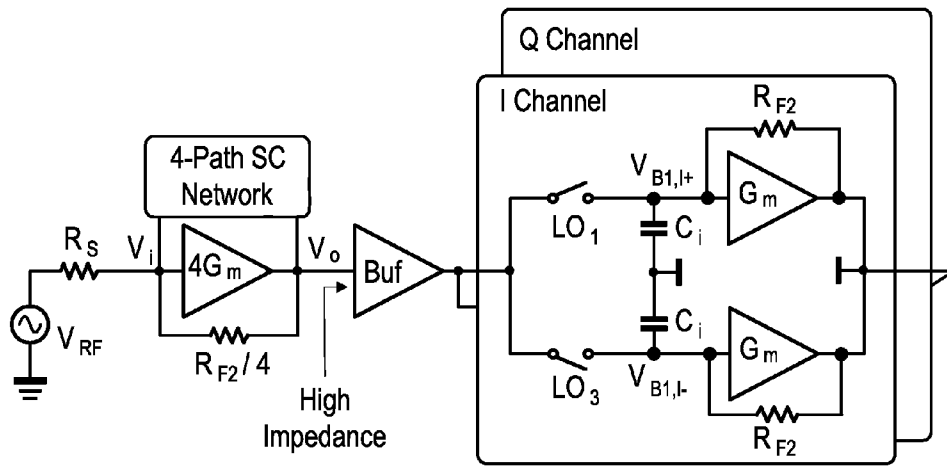 Q Channel
I Channel
R_F2
4-Path SC
Network
V_B1,I+
G_m
R_S
V_i
4G_m
V_o
Buf
LO_1
C_i
V_RF
R_F2 / 4
C_i
G_m
High
Impedance
LO_3
V_B1,I-
R_F2